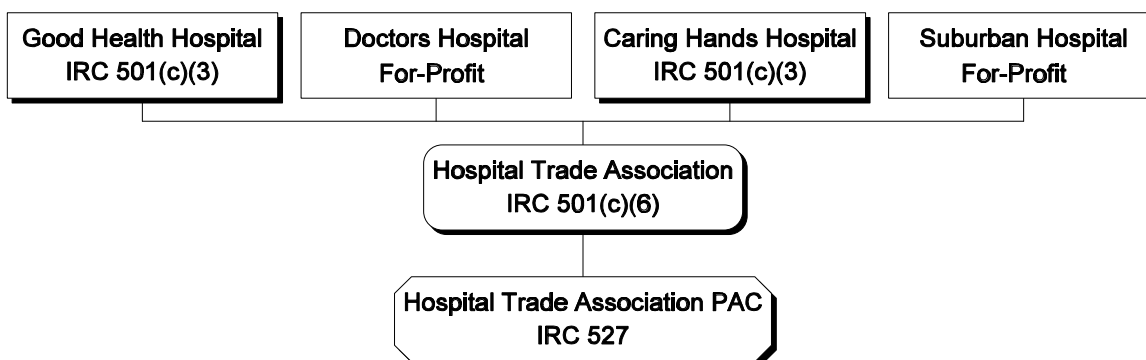 Good Health Hospital
IRC 501(c)(3)
Doctors Hospital
For-Profit
Caring Hands Hospital
IRC 501(c)(3)
Suburban Hospital
For-Profit
Hospital Trade Association
IRC 501(c)(6)
Hospital Trade Association PAC
IRC 527